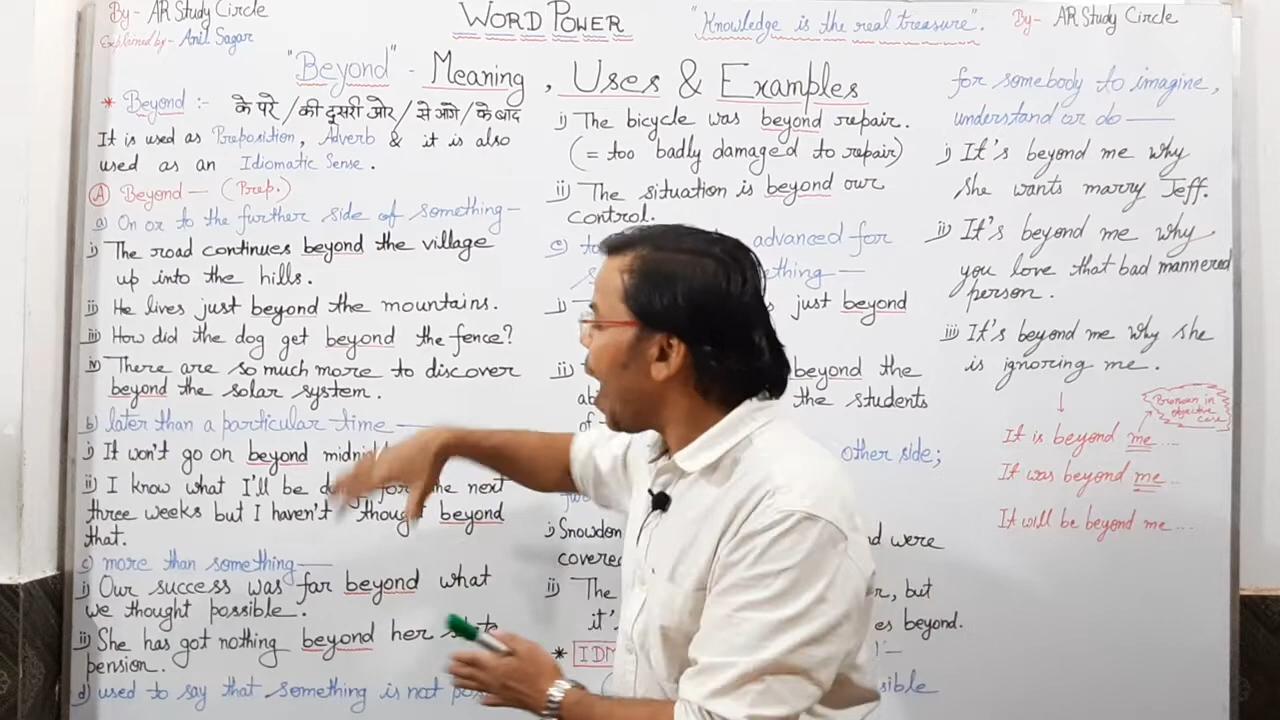 By- AR Study Circle
Explained by- Anil Sagar
WORD POWER
"Knowledge is the real treasure".
By- AR Study Circle
"Beyond" - Meaning, Uses & Examples
* Beyond :- के परे /की दूसरी ओर/से आगे/के बाद
It is used as Preposition, Adverb & it is also
used as an Idiomatic Sense.
A Beyond — (Prep.)
a) On or to the further side of something—
i) The road continues beyond the village
up into the hills.
ii) He lives just beyond the mountains.
iii) How did the dog get beyond the fence?
iv) There are so much more to discover
beyond the solar system.
b) later than a particular time —
i) It won't go on beyond
ii) I know what I'll be for the next
three weeks but I haven't thought beyond
that.
c) more than something—
i) Our success was far beyond what
we thought possible.
ii) She has got nothing beyond her
pension.
d) used to say that something is not
i) The bicycle was beyond repair.
(= too badly damaged to repair)
ii) The situation is beyond our
control.
e) advanced for
i) just beyond
ii) beyond the
the students
of
other side;
i) Snowdon were
ii) The but
it's beyond.
*
for somebody to imagine,
understand or do —
i) It's beyond me why
she wants marry Jeff.
ii) It's beyond me why
you love that bad mannered
person.
iii) It's beyond me why she
is ignoring me.
↓
Pronoun in
objective
case
It is beyond me ...
It was beyond me ...
It will be beyond me ...